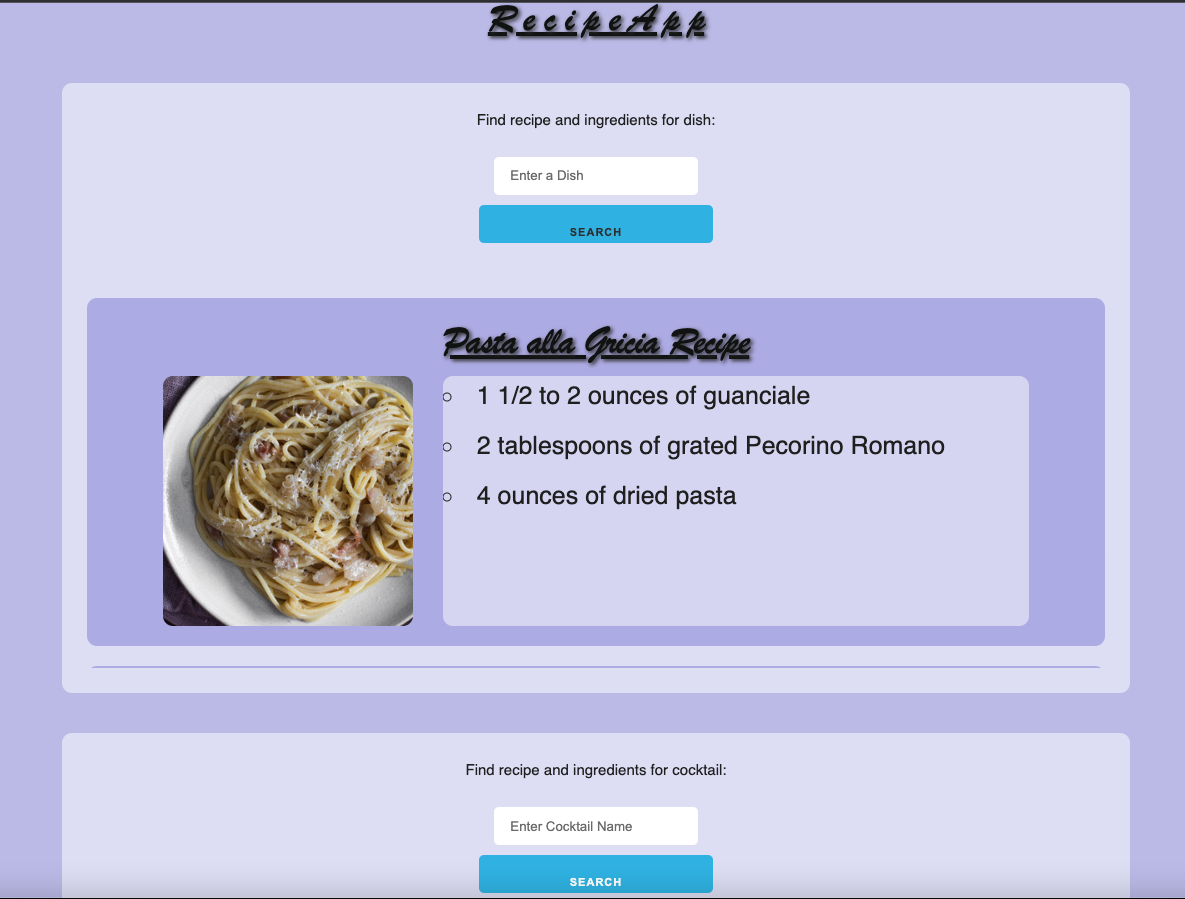 RecipeApp
Find recipe and ingredients for dish:
Enter a Dish
SEARCH
Pasta alla Gricia Recipe
1 1/2 to 2 ounces of guanciale
2 tablespoons of grated Pecorino Romano
4 ounces of dried pasta
Find recipe and ingredients for cocktail:
Enter Cocktail Name
SEARCH